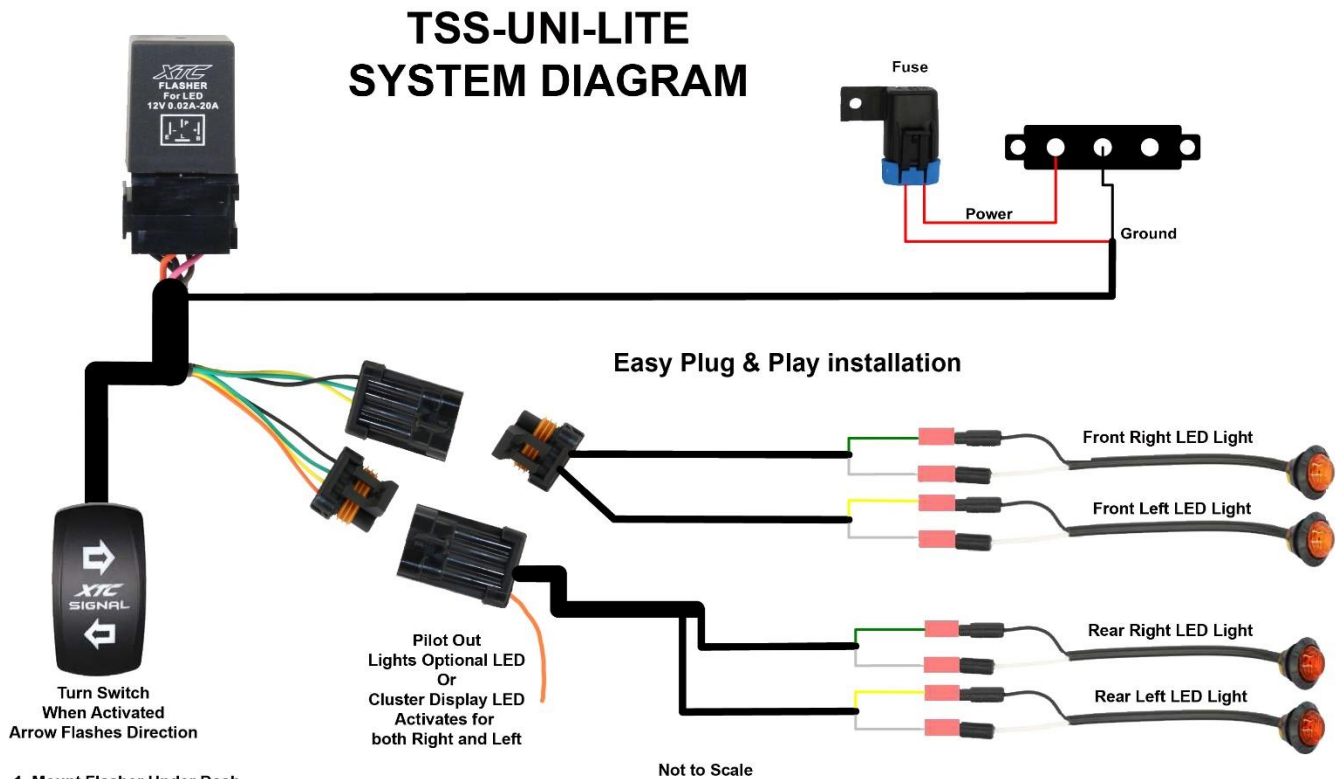 TSS-UNI-LITE
SYSTEM DIAGRAM
XTC
FLASHER
For LED
12V 0.02A-20A
P
E
L
B
Fuse
Power
Ground
Easy Plug & Play installation
Front Right LED Light
Front Left LED Light
Rear Right LED Light
Rear Left LED Light
XTC
SIGNAL
Turn Switch
When Activated
Arrow Flashes Direction
Pilot Out
Lights Optional LED
Or
Cluster Display LED
Activates for
both Right and Left
Not to Scale
1. Mount Flasher Under Dash